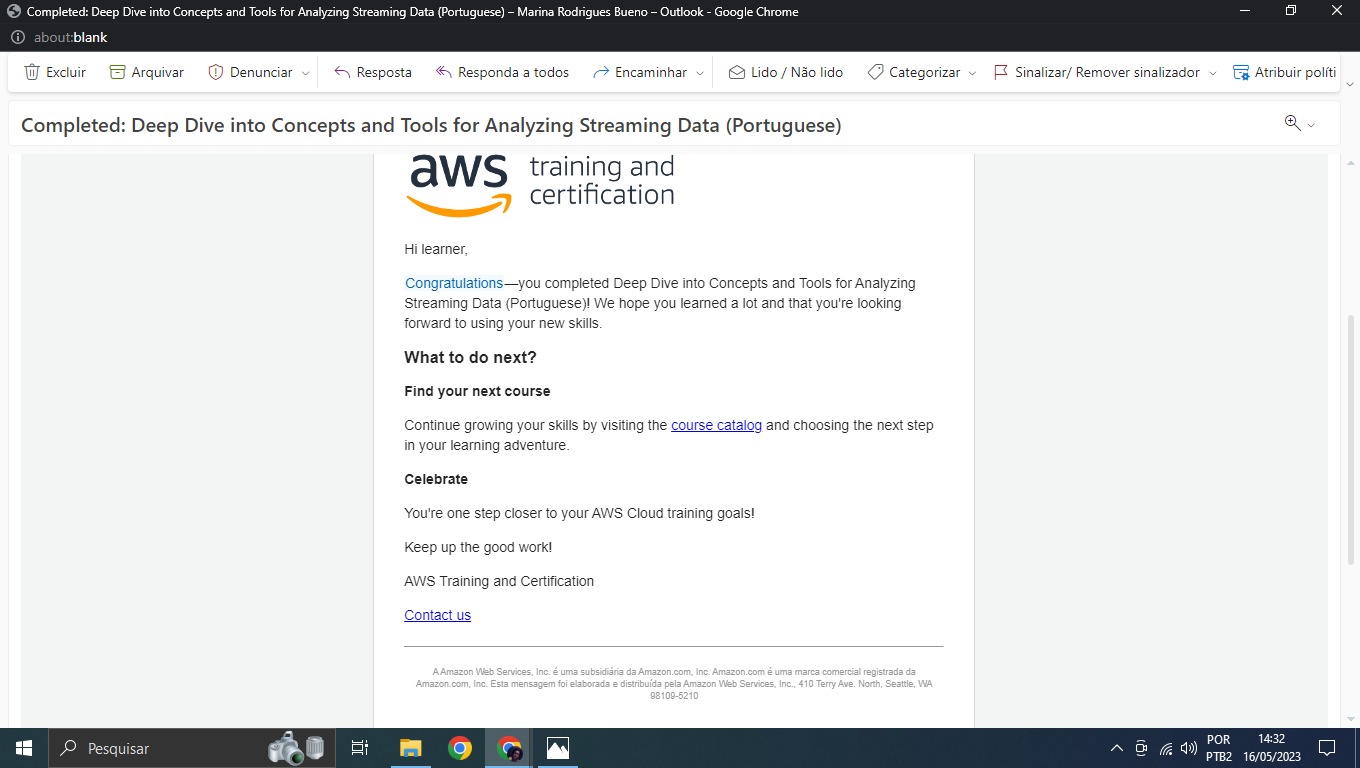 Completed: Deep Dive into Concepts and Tools for Analyzing Streaming Data (Portuguese) – Marina Rodrigues Bueno – Outlook - Google Chrome
about:blank
Excluir Arquivar Denunciar Resposta Responda a todos Encaminhar Lido / Não lido Categorizar Sinalizar/ Remover sinalizador Atribuir políti
Completed: Deep Dive into Concepts and Tools for Analyzing Streaming Data (Portuguese)
aws training and
certification
Hi learner,
Congratulations—you completed Deep Dive into Concepts and Tools for Analyzing
Streaming Data (Portuguese)! We hope you learned a lot and that you're looking
forward to using your new skills.
What to do next?
Find your next course
Continue growing your skills by visiting the course catalog and choosing the next step
in your learning adventure.
Celebrate
You're one step closer to your AWS Cloud training goals!
Keep up the good work!
AWS Training and Certification
Contact us
A Amazon Web Services, Inc. é uma subsidiária da Amazon.com, Inc. Amazon.com é uma marca comercial registrada da
Amazon.com, Inc. Esta mensagem foi elaborada e distribuída pela Amazon Web Services, Inc., 410 Terry Ave. North, Seattle, WA
98109-5210
Pesquisar
POR 14:32
PTB2 16/05/2023